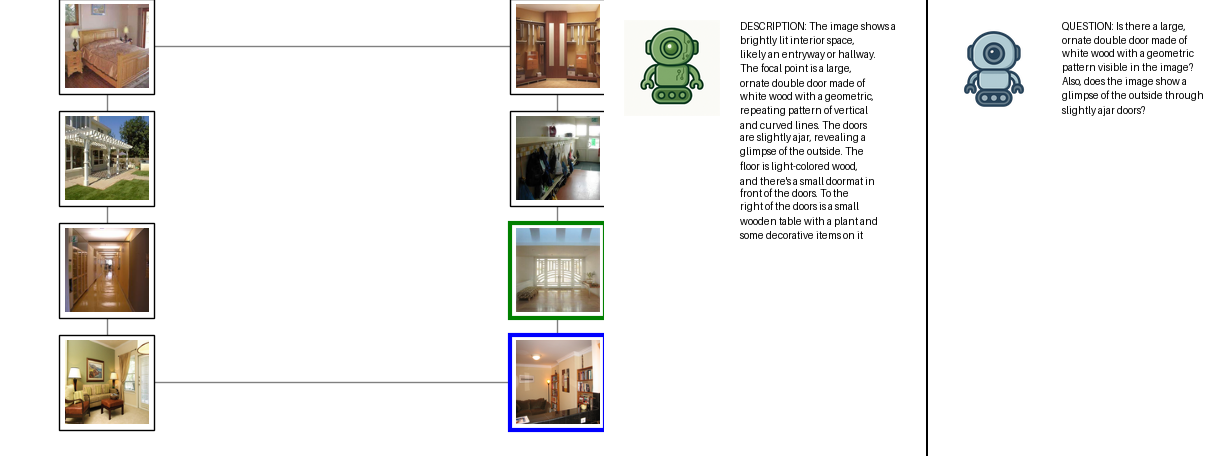 DESCRIPTION: The image shows a
brightly lit interior space,
likely an entryway or hallway.
The focal point is a large,
ornate double door made of
white wood with a geometric,
repeating pattern of vertical
and curved lines. The doors
are slightly ajar, revealing a
glimpse of the outside. The
floor is light-colored wood,
and there's a small doormat in
front of the doors. To the
right of the doors is a small
wooden table with a plant and
some decorative items on it
QUESTION: Is there a large,
ornate double door made of
white wood with a geometric
pattern visible in the image?
Also, does the image show a
glimpse of the outside through
slightly ajar doors?